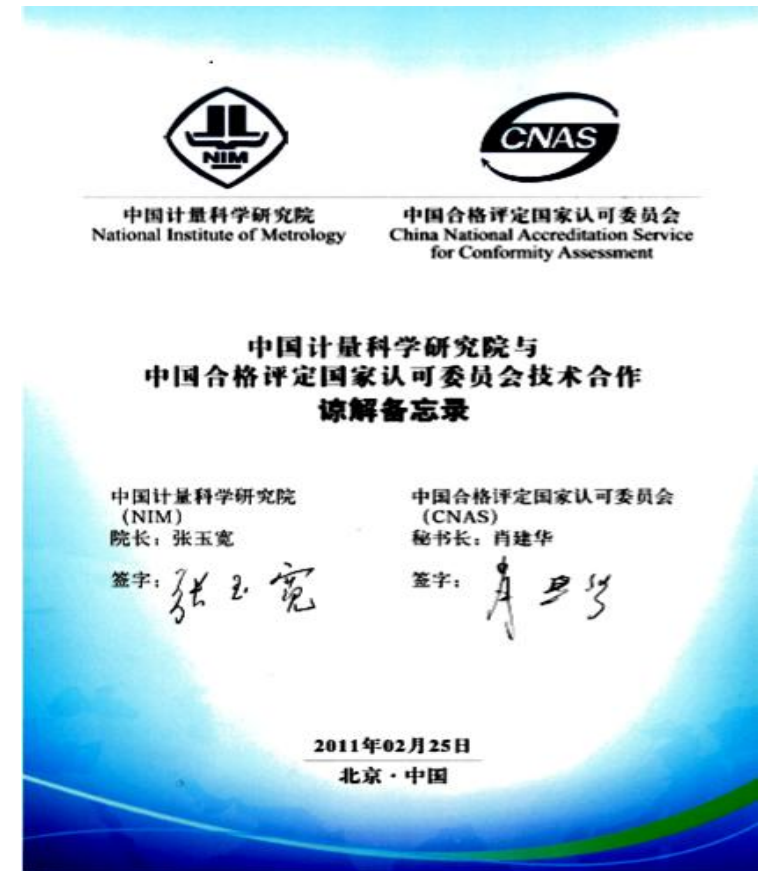 NIM
CNAS
中国计量科学研究院
National Institute of Metrology
中国合格评定国家认可委员会
China National Accreditation Service
for Conformity Assessment
中国计量科学研究院与
中国合格评定国家认可委员会技术合作
谅解备忘录
中国计量科学研究院
(NIM)
院长：张玉宽
签字：张玉宽
中国合格评定国家认可委员会
(CNAS)
秘书长：肖建华
签字：肖建华
2011年02月25日
北京·中国